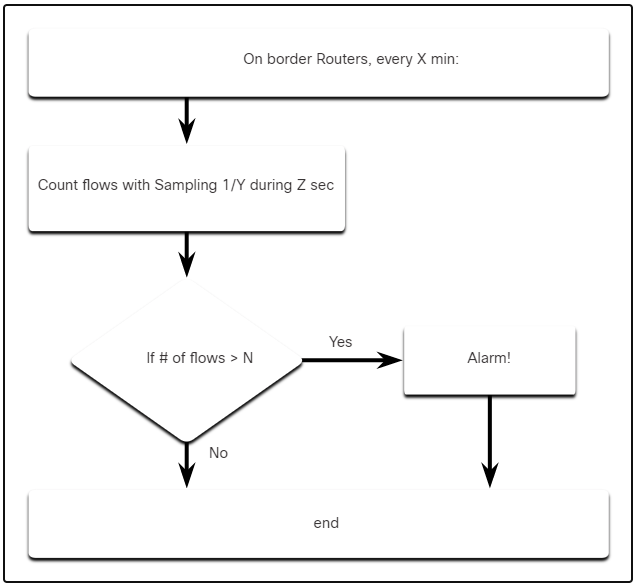 On border Routers, every X min:
Count flows with Sampling 1/Y during Z sec
If # of flows > N
Yes
Alarm!
No
end